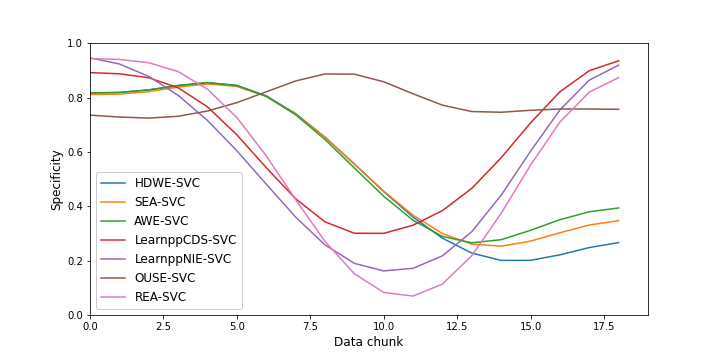 1.0
0.8
0.6
0.4
0.2
0.0
Specificity
HDWE-SVC
SEA-SVC
AWE-SVC
LearnppCDS-SVC
LearnppNIE-SVC
OUSE-SVC
REA-SVC
0.0 2.5 5.0 7.5 10.0 12.5 15.0 17.5
Data chunk